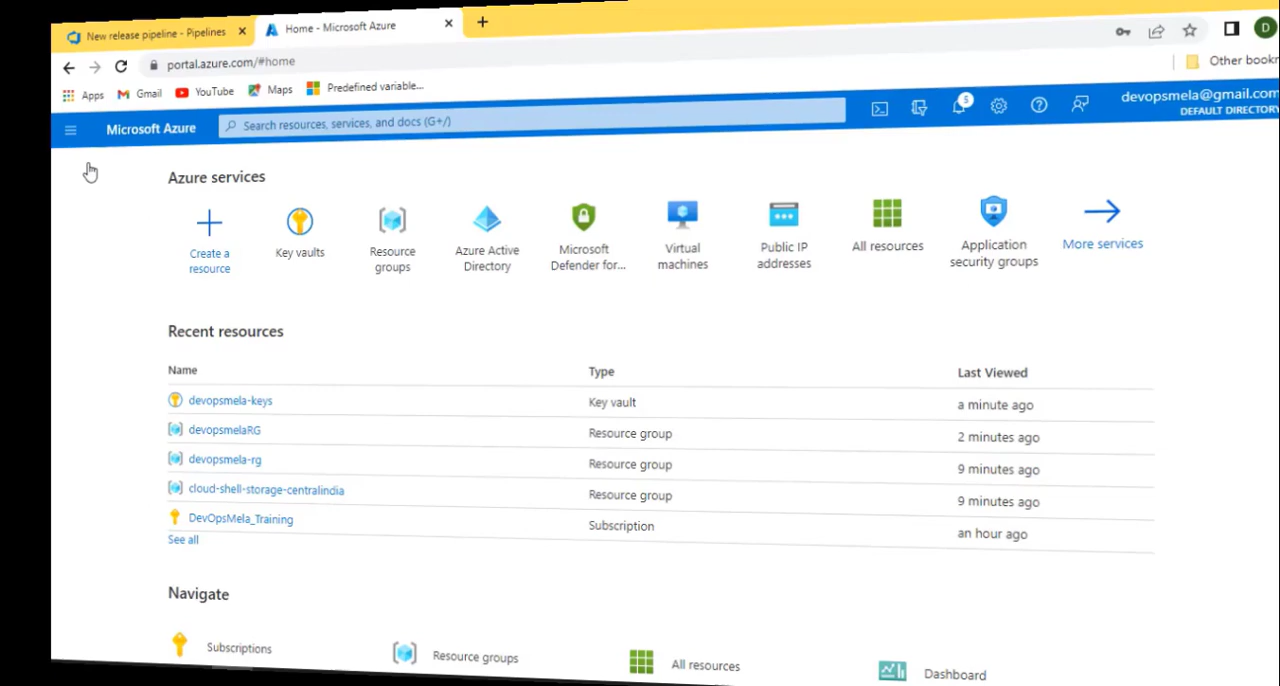 New release pipeline - Pipelines
Home - Microsoft Azure
D
portal.azure.com/#home
Apps
Gmail
YouTube
Maps
Predefined variable...
Other bookr
Microsoft Azure
Search resources, services, and docs (G+/)
5
devopsmela@gmail.com
DEFAULT DIRECTORY
Azure services
Create a resource
Key vaults
Resource groups
Azure Active Directory
Microsoft Defender for...
Virtual machines
Public IP addresses
All resources
Application security groups
More services
Recent resources
Name Type Last Viewed
devopsmela-keys Key vault a minute ago
devopsmelaRG Resource group 2 minutes ago
devopsmela-rg Resource group 9 minutes ago
cloud-shell-storage-centralindia Resource group 9 minutes ago
DevOpsMela_Training Subscription an hour ago
See all
Navigate
Subscriptions
Resource groups
All resources
Dashboard